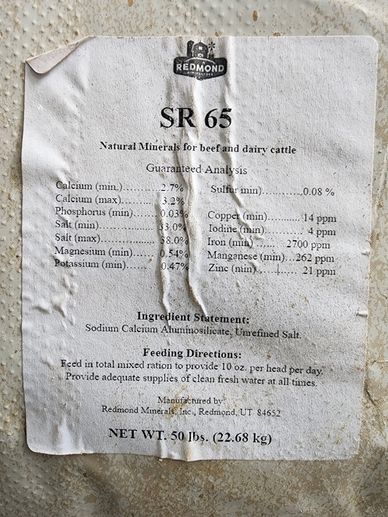 REDMOND
SR 65
Natural Minerals for beef and dairy cattle
Guaranteed Analysis
Calcium (min.).......2.7%
Calcium (max).......3.2%
Phosphorus (min)....0.03%
Salt (min)
Salt (max)
Magnesium (min)....0.54%
Potassium (min).......0.47%
Sulfur min)............0.08 %
Copper (min)...........14 ppm
Iodine (min).............4 ppm
Iron (min).... 2700 ppm
Manganese (min)...262 ppm
Zinc (min)...............21 ppm
Ingredient Statement:
Sodium Calcium Aluminosilicate, Unrefined Salt.
Feeding Directions:
Feed in total mixed ration to provide 10 oz. per head per day.
Provide adequate supplies of clean fresh water at all times.
Manufactured by
Redmond Minerals, Inc., Redmond, UT 84652
NET WT. 50 lbs. (22.68 kg)